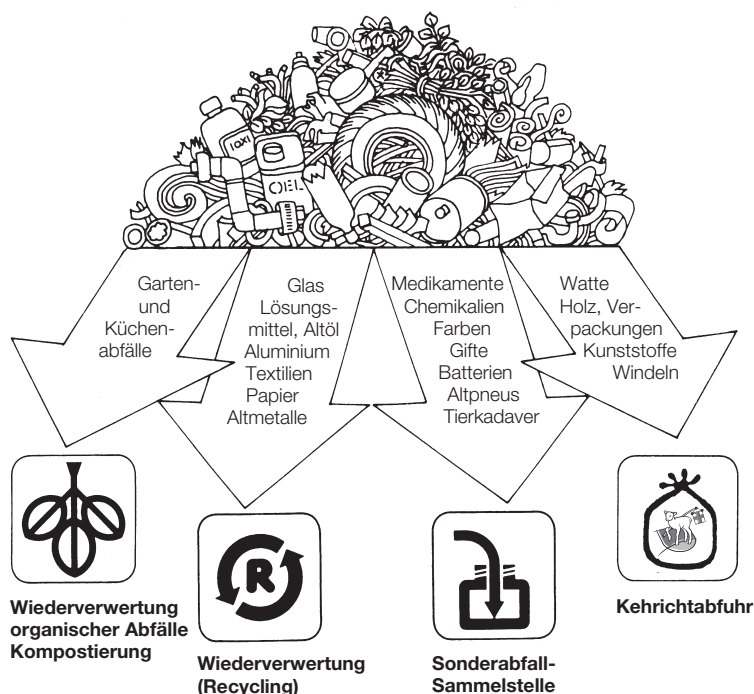 TOXI
OEL
Garten-
und
Küchen-
abfälle
Glas
Lösungs-
mittel, Altöl
Aluminium
Textilien
Papier
Altmetalle
Medikamente
Chemikalien
Farben
Gifte
Batterien
Altpneus
Tierkadaver
Watte
Holz, Ver-
packungen
Kunststoffe
Windeln
Wiederverwertung
organischer Abfälle
Kompostierung
R
Wiederverwertung
(Recycling)
Sonderabfall-
Sammelstelle
Kehrichtabfuhr